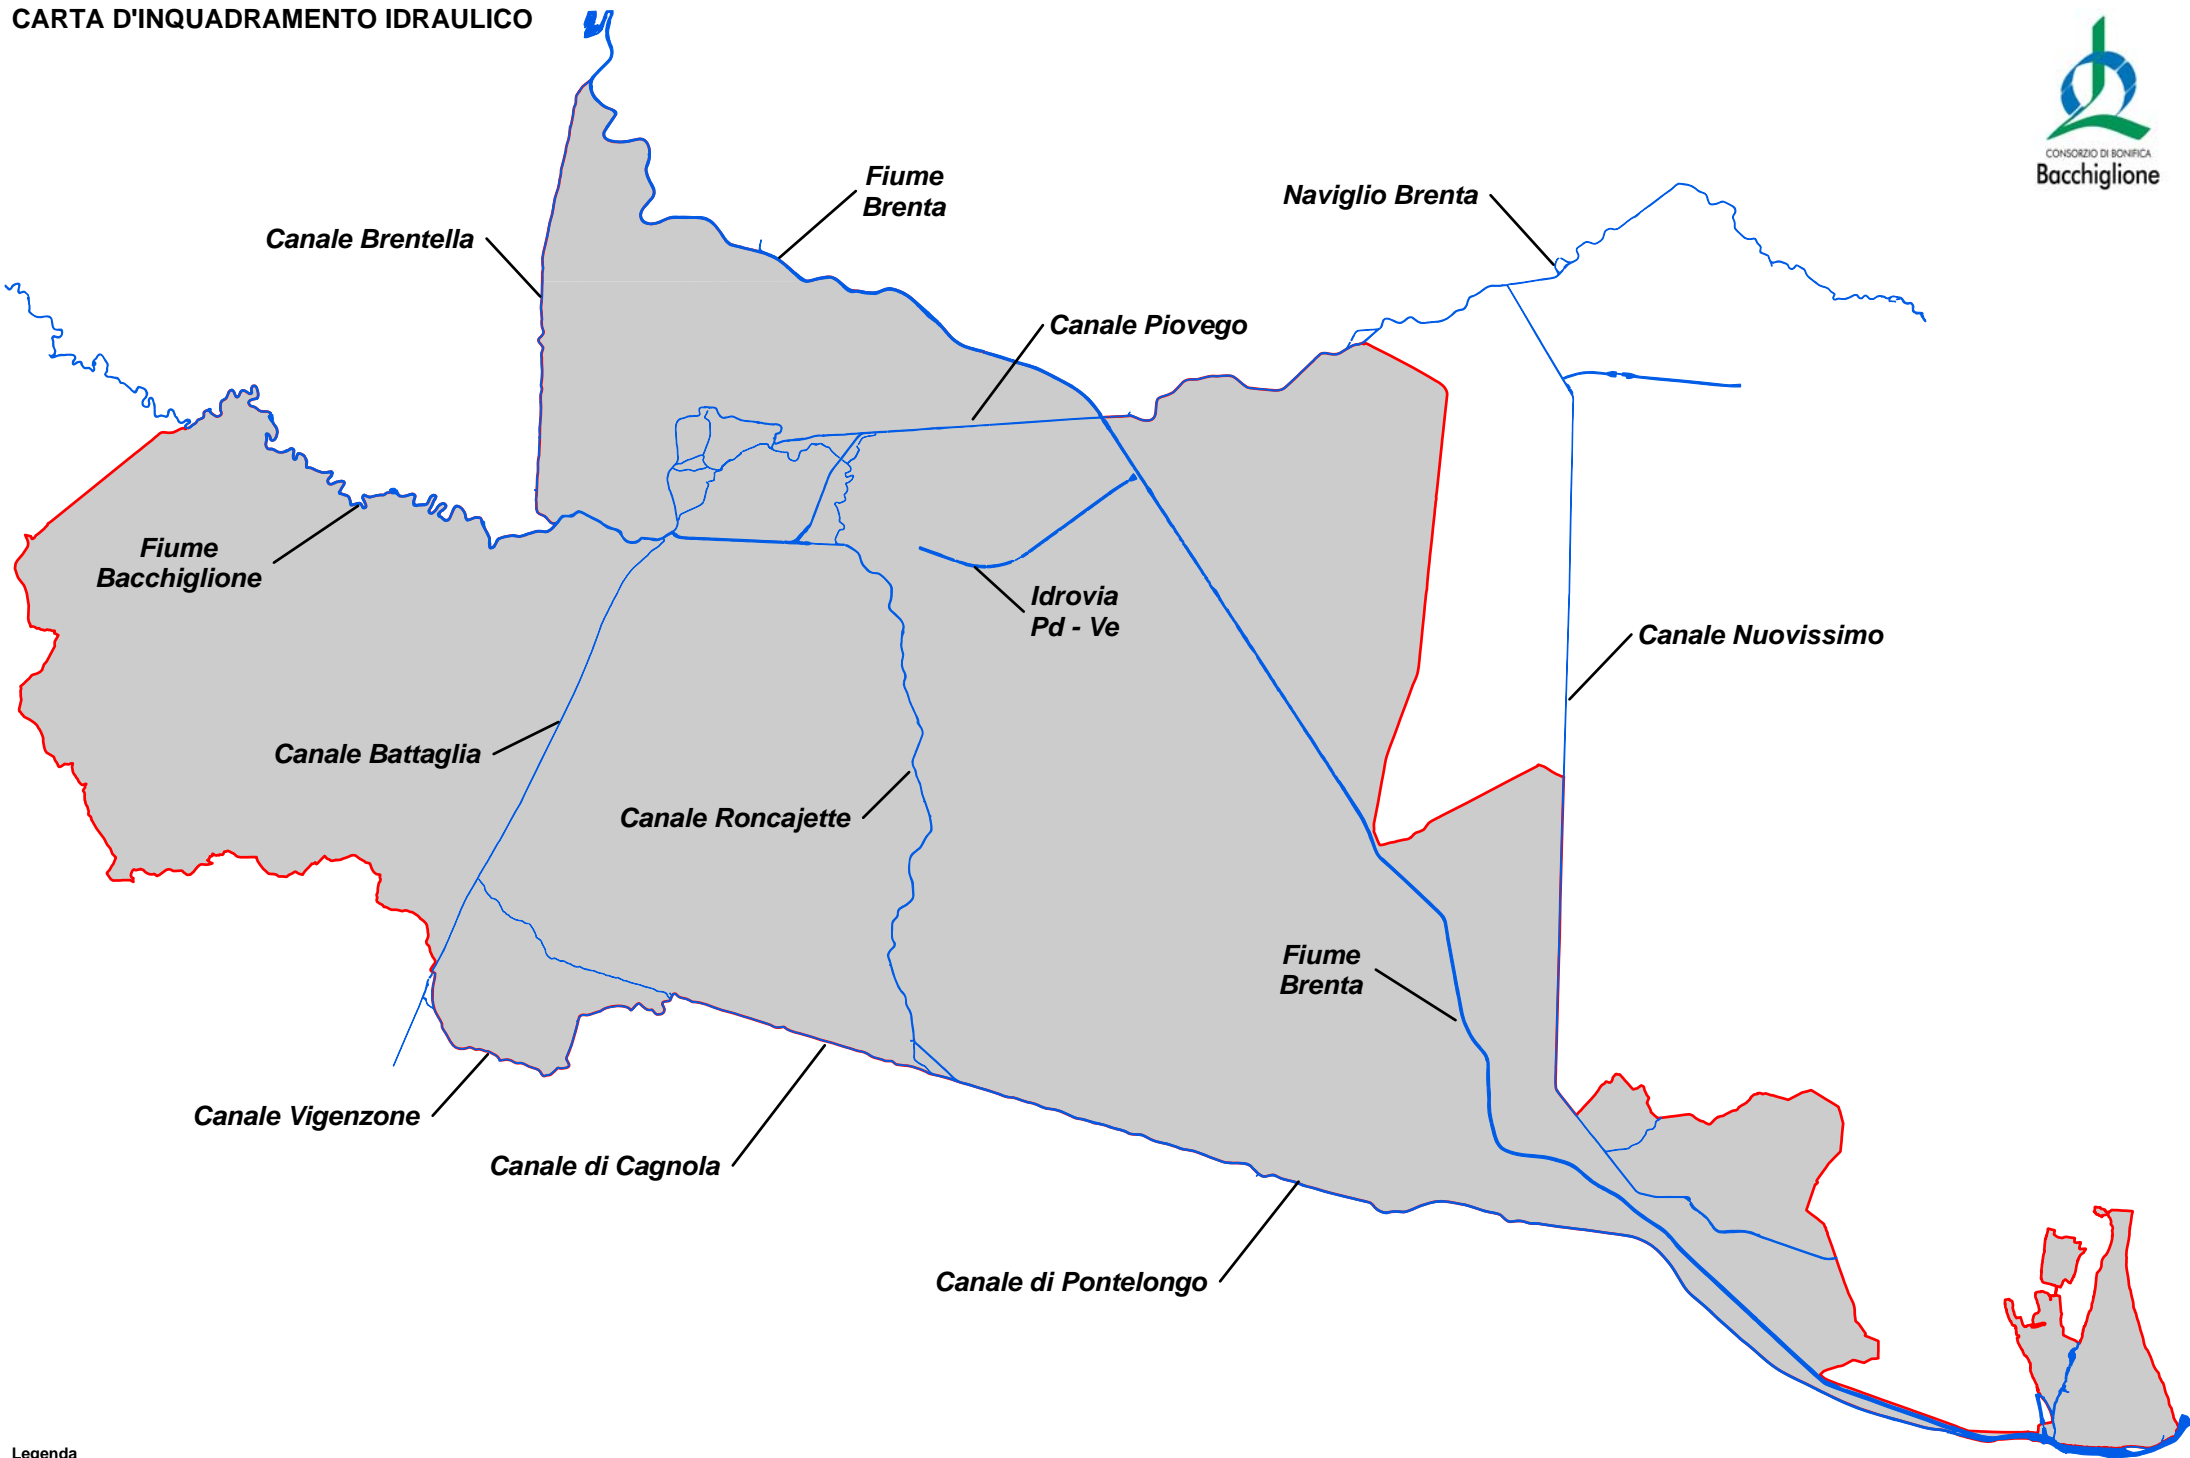 CARTA D'INQUADRAMENTO IDRAULICO
CONSORZIO DI BONIFICA
Bacchiglione
Fiume
Brenta
Naviglio Brenta
Canale Brentella
Canale Piovego
Fiume
Bacchiglione
Idrovia
Pd - Ve
Canale Nuovissimo
Canale Battaglia
Canale Roncajette
Fiume
Brenta
Canale Vigenzone
Canale di Cagnola
Canale di Pontelongo
Legenda